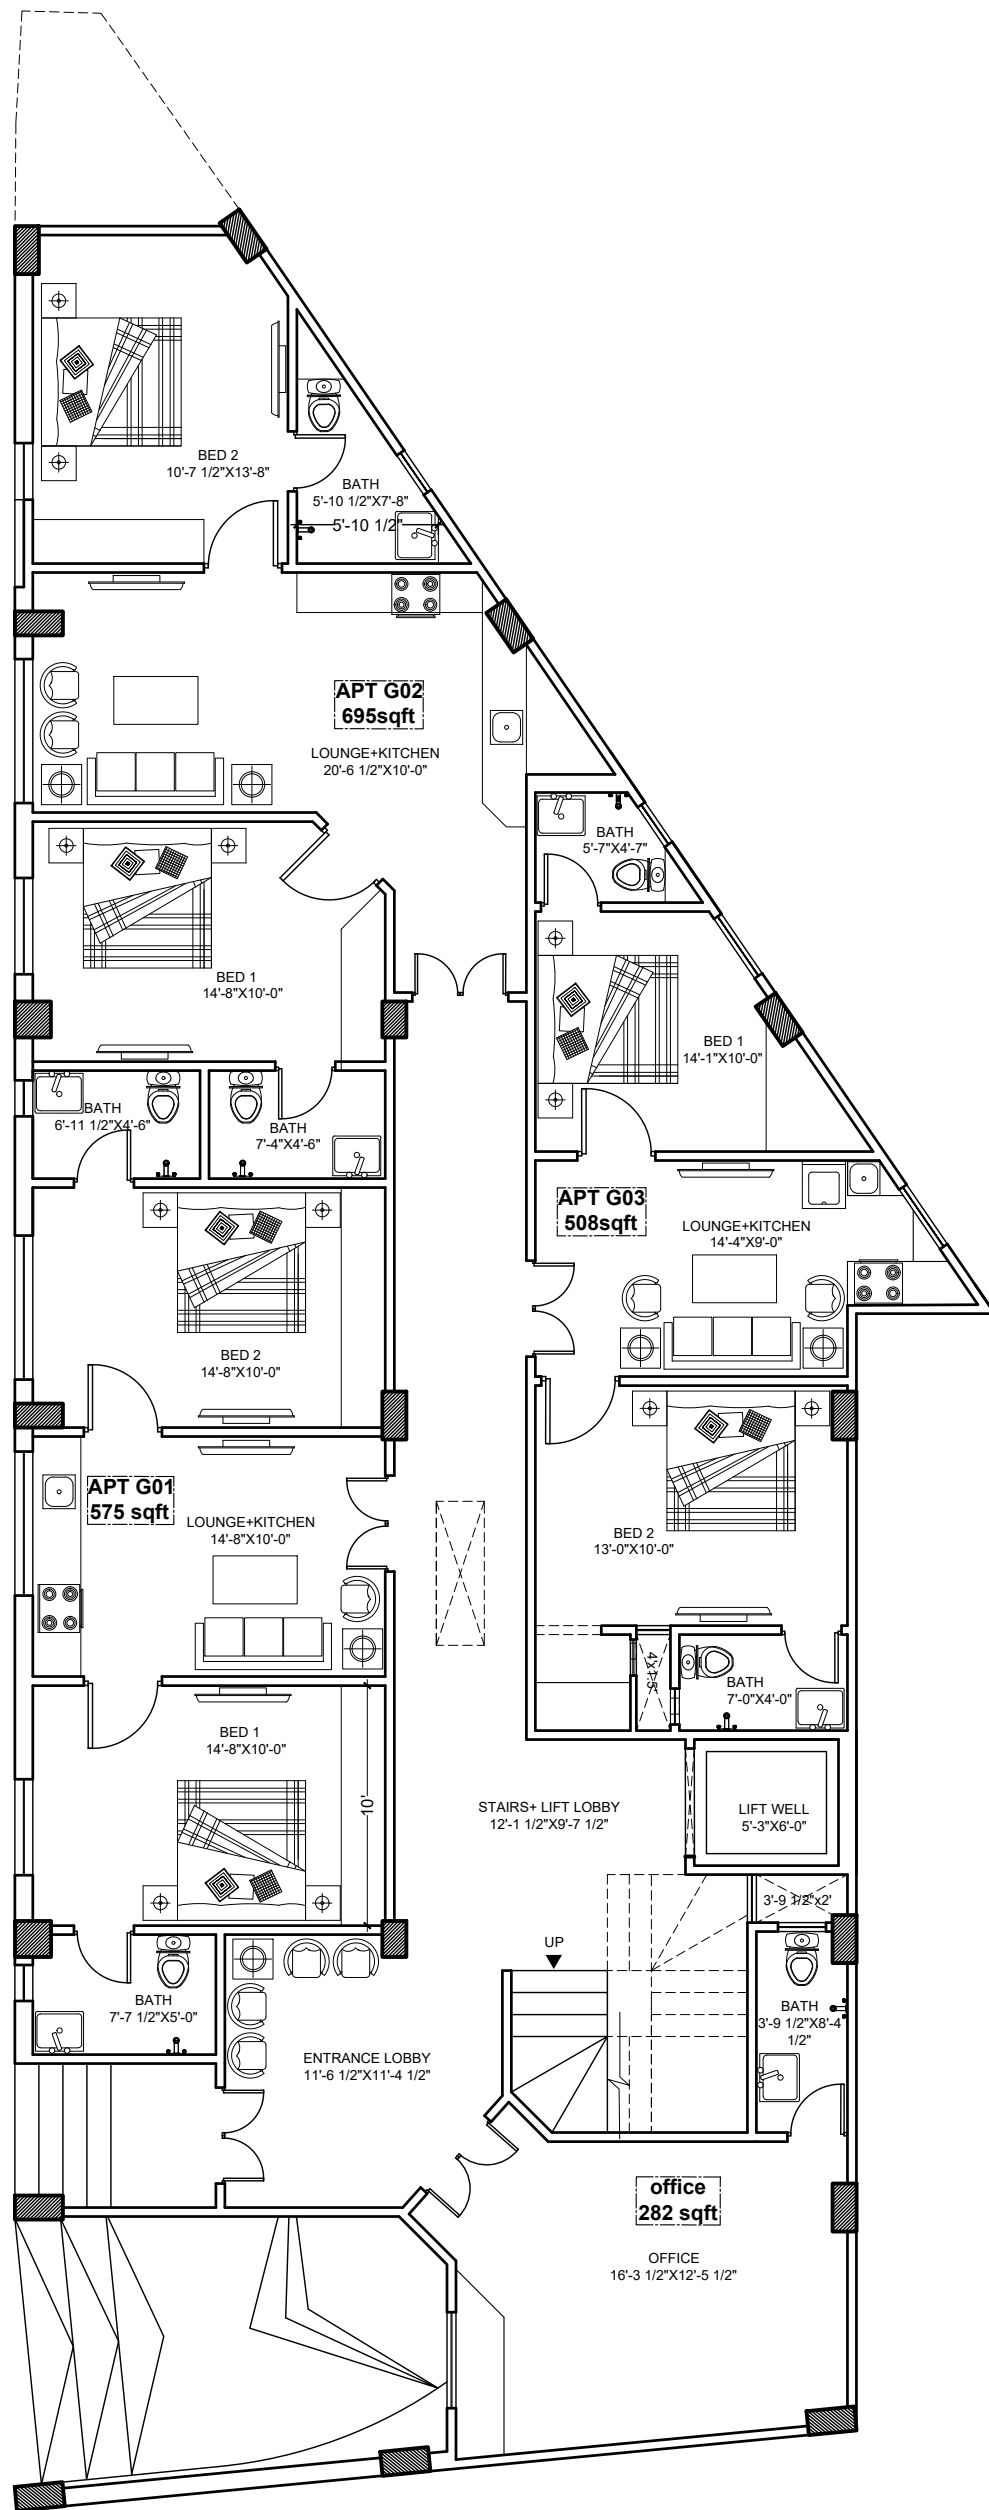 BED 2
10'-7 1/2"X13'-8"
BATH
5'-10 1/2"X7'-8"
5'-10 1/2"
APT G02
695sqft
LOUNGE+KITCHEN
20'-6 1/2"X10'-0"
BATH
5'-7"X4'-7"
BED 1
14'-8"X10'-0"
BED 1
14'-1"X10'-0"
BATH
6'-11 1/2"X4'-6"
BATH
7'-4"X4'-6"
APT G03
508sqft
LOUNGE+KITCHEN
14'-4"X9'-0"
BED 2
14'-8"X10'-0"
APT G01
575 sqft
LOUNGE+KITCHEN
14'-8"X10'-0"
BED 2
13'-0"X10'-0"
4'x1.5'
BATH
7'-0"X4'-0"
BED 1
14'-8"X10'-0"
10'
STAIRS+ LIFT LOBBY
12'-1 1/2"X9'-7 1/2"
LIFT WELL
5'-3"X6'-0"
3'-9 1/2"x2'
UP
BATH
7'-7 1/2"X5'-0"
BATH
3'-9 1/2"X8'-4
1/2"
ENTRANCE LOBBY
11'-6 1/2"X11'-4 1/2"
office
282 sqft
OFFICE
16'-3 1/2"X12'-5 1/2"